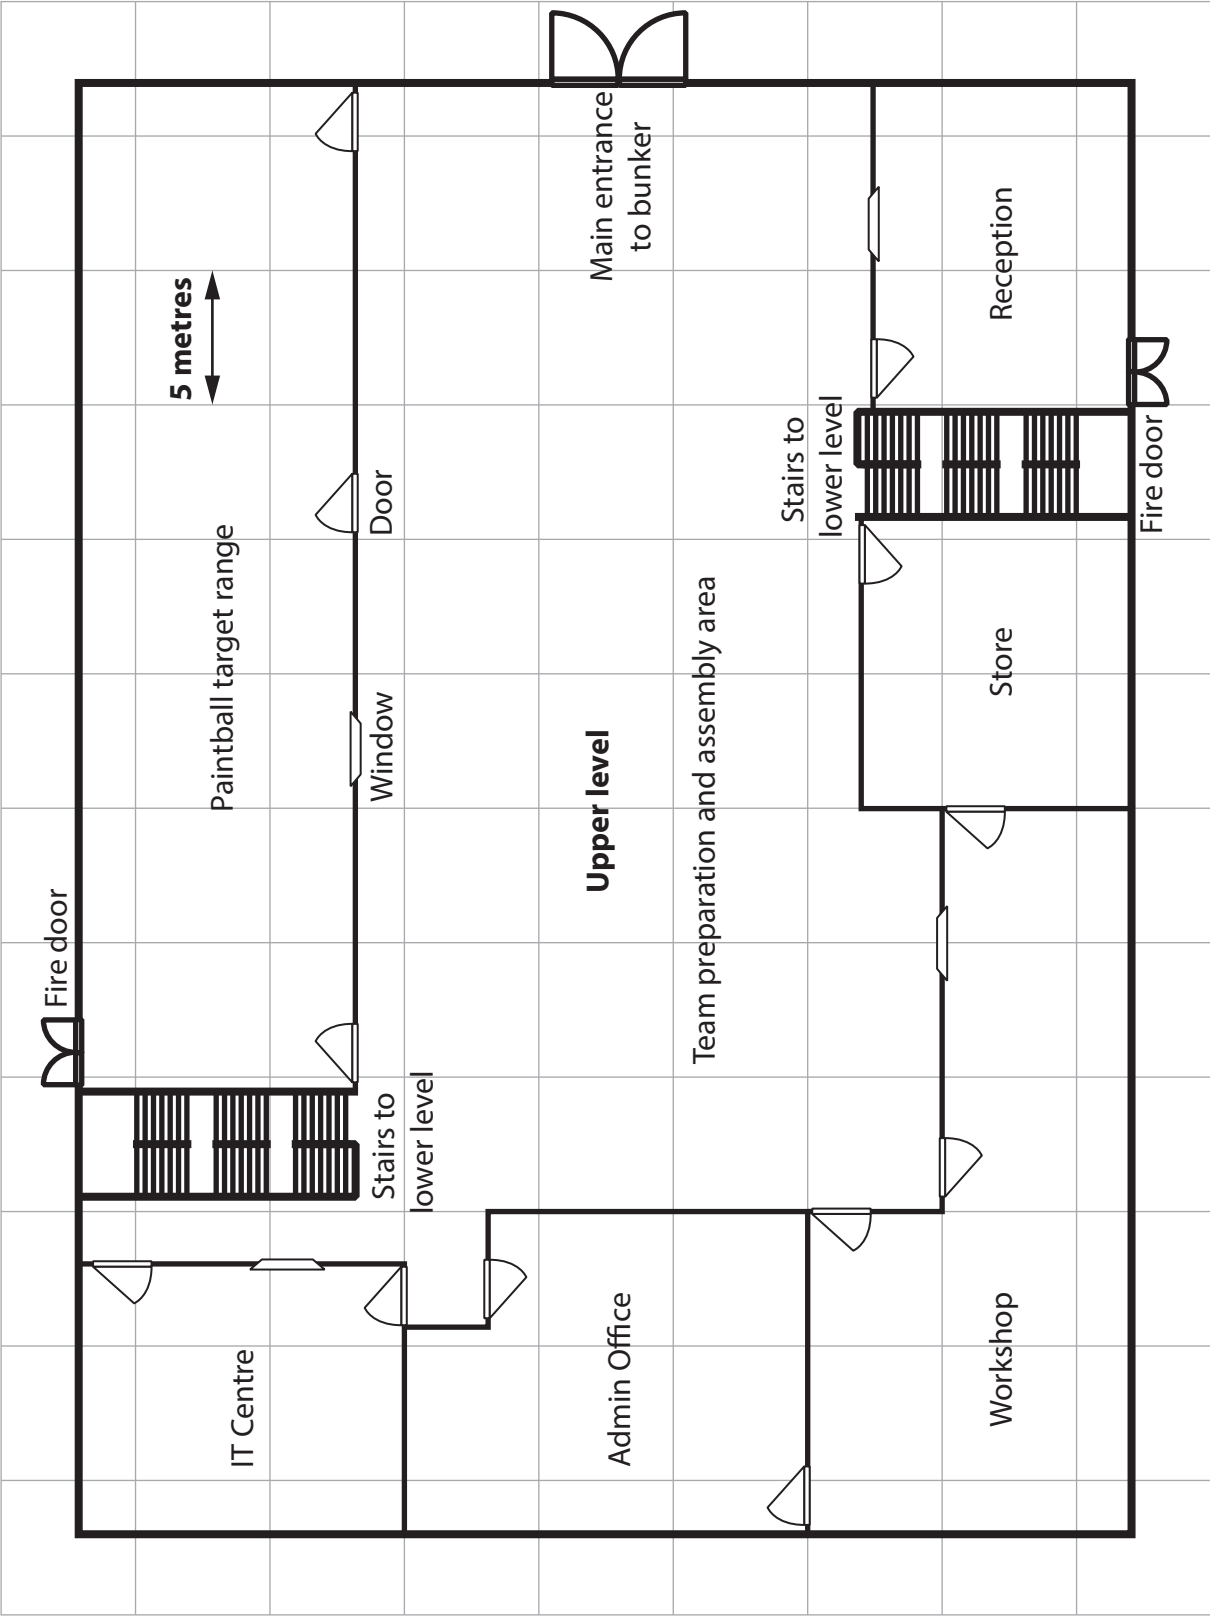 Fire door
5 metres
Paintball target range
IT Centre
Stairs to
lower level
Window
Door
Admin Office
Upper level
Main entrance
to bunker
Team preparation and assembly area
Stairs to
lower level
Workshop
Store
Reception
Fire door